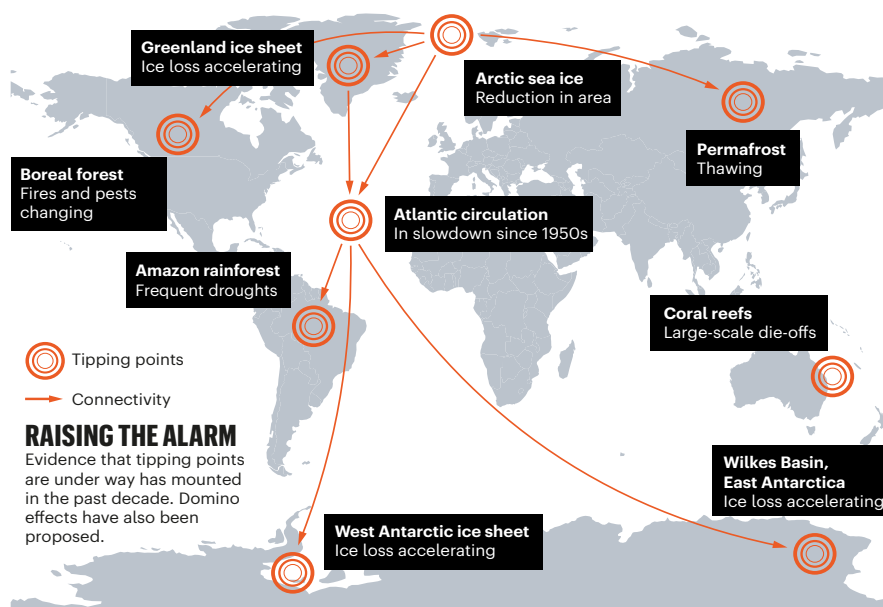 Greenland ice sheet
Ice loss accelerating
Arctic sea ice
Reduction in area
Permafrost
Thawing
Boreal forest
Fires and pests
changing
Atlantic circulation
In slowdown since 1950s
Amazon rainforest
Frequent droughts
Coral reefs
Large-scale die-offs
Tipping points
Connectivity
RAISING THE ALARM
Evidence that tipping points
are under way has mounted
in the past decade. Domino
effects have also been
proposed.
Wilkes Basin,
East Antarctica
Ice loss accelerating
West Antarctic ice sheet
Ice loss accelerating